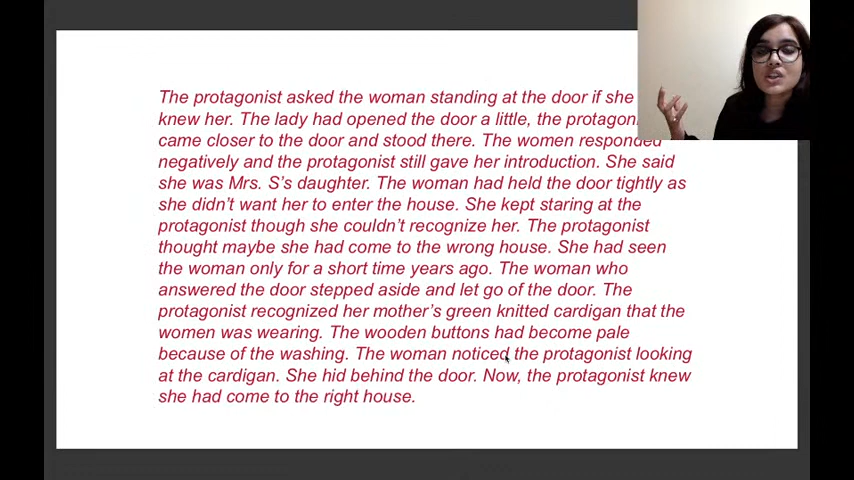 The protagonist asked the woman standing at the door if she
knew her. The lady had opened the door a little, the
came closer to the door and stood there. The women responded
negatively and the protagonist still gave her introduction. She said
she was Mrs. S's daughter. The woman had held the door tightly as
she didn't want her to enter the house. She kept staring at the
protagonist though she couldn't recognize her. The protagonist
thought maybe she had come to the wrong house. She had seen
the woman only for a short time years ago. The woman who
answered the door stepped aside and let go of the door. The
protagonist recognized her mother's green knitted cardigan that the
women was wearing. The wooden buttons had become pale
because of the washing. The woman noticed the protagonist looking
at the cardigan. She hid behind the door. Now, the protagonist knew
she had come to the right house.